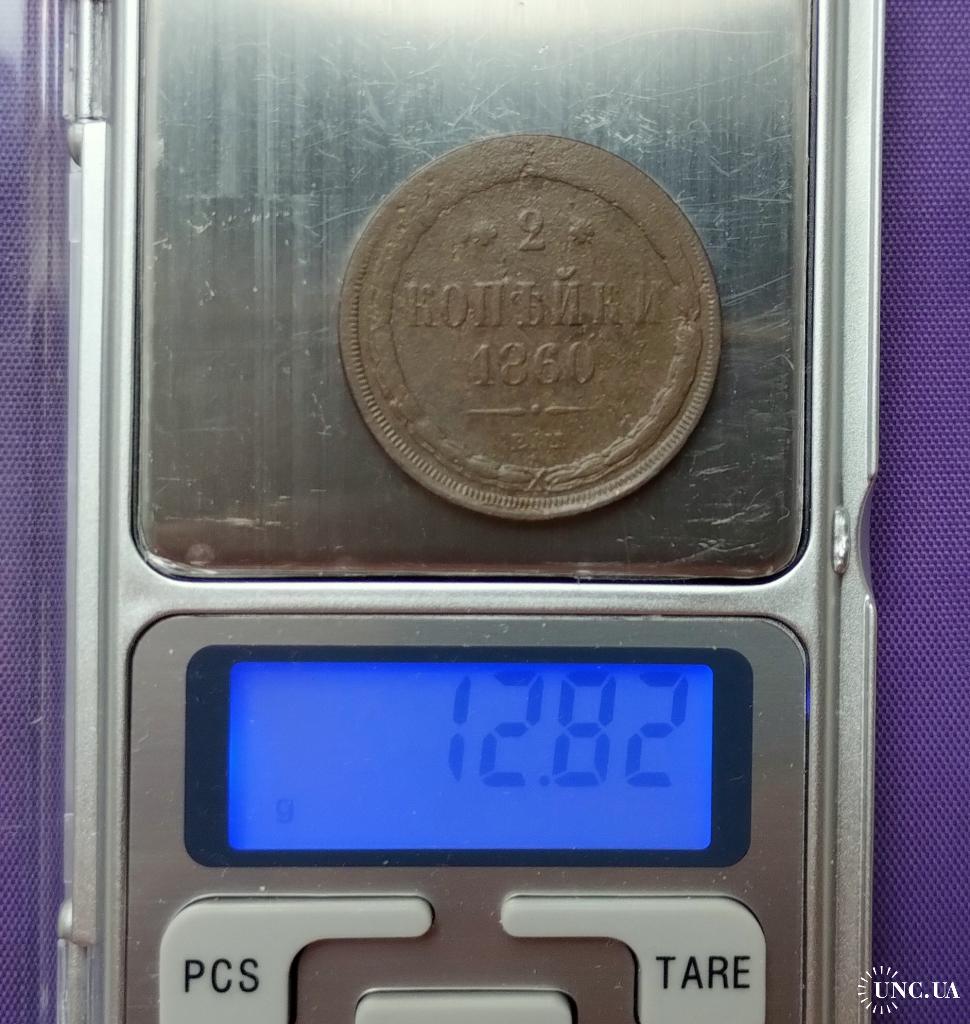 * 2 *
КОПѢЙКИ
1860
Е.М.
12.82
g
PCS TARE
UNC.UA